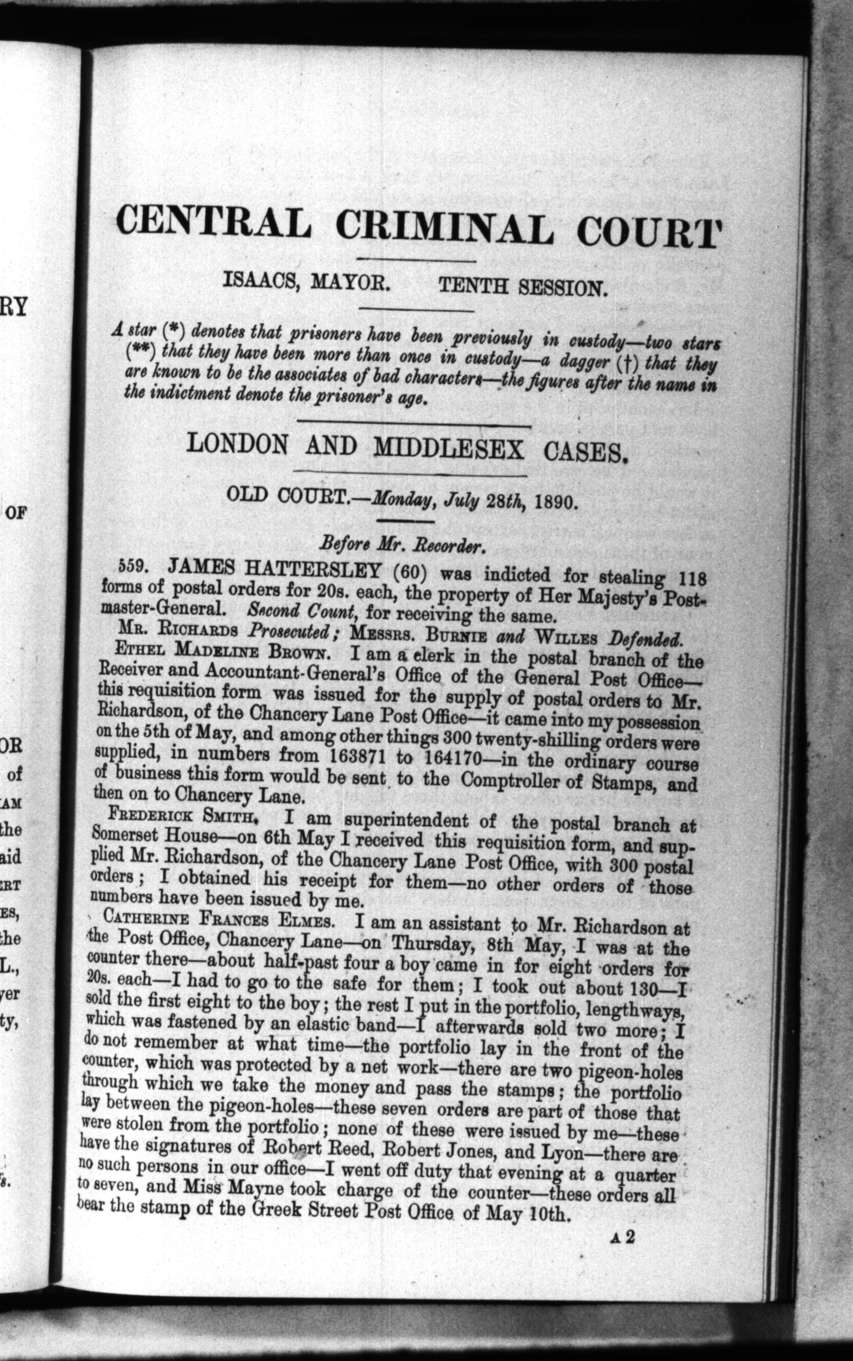 CENTRAL CRIMINAL COURT
ISAACS, MAYOR. TENTH SESSION.
A star (*) denotes that prisoners have been previously in custody—two stars
(**) that they have been more than once in custody—a dagger (†) that they
are known to be the associates of bad characters—the figures after the name in
the indictment denote the prisoner's age.
LONDON AND MIDDLESEX CASES.
OLD COURT.—Monday, July 28th, 1890.
Before Mr. Recorder.
559. JAMES HATTERSLEY (60) was indicted for stealing 118
forms of postal orders for 20s. each, the property of Her Majesty's Post-
master-General. Second Count, for receiving the same.
MR. RICHARDS Prosecuted; MESSRS. BURNIE and WILLES Defended.
ETHEL MADELINE BROWN. I am a clerk in the postal branch of the
Receiver and Accountant-General's Office of the General Post Office—
this requisition form was issued for the supply of postal orders to Mr.
Richardson, of the Chancery Lane Post Office—it came into my possession
on the 5th of May, and among other things 300 twenty-shilling orders were
supplied, in numbers from 163871 to 164170—in the ordinary course
of business this form would be sent to the Comptroller of Stamps, and
then on to Chancery Lane.
FREDERICK SMITH. I am superintendent of the postal branch at
Somerset House—on 6th May I received this requisition form, and sup-
plied Mr. Richardson, of the Chancery Lane Post Office, with 300 postal
orders; I obtained his receipt for them—no other orders of those
numbers have been issued by me.
CATHERINE FRANCES ELMES. I am an assistant to Mr. Richardson at
the Post Office, Chancery Lane—on Thursday, 8th May, I was at the
counter there—about half-past four a boy came in for eight orders for
20s. each—I had to go to the safe for them; I took out about 130—I
sold the first eight to the boy; the rest I put in the portfolio, lengthways,
which was fastened by an elastic band—I afterwards sold two more; I
do not remember at what time—the portfolio lay in the front of the
counter, which was protected by a net work—there are two pigeon-holes
through which we take the money and pass the stamps; the portfolio
lay between the pigeon-holes—these seven orders are part of those that
were stolen from the portfolio; none of these were issued by me—these
have the signatures of Robert Reed, Robert Jones, and Lyon—there are
no such persons in our office—I went off duty that evening at a quarter
to seven, and Miss Mayne took charge of the counter—these orders all
bear the stamp of the Greek Street Post Office of May 10th.
A 2
RY
OF
OR
of
AM
the
aid
ERT
ES,
the
L.,
yer
ty,